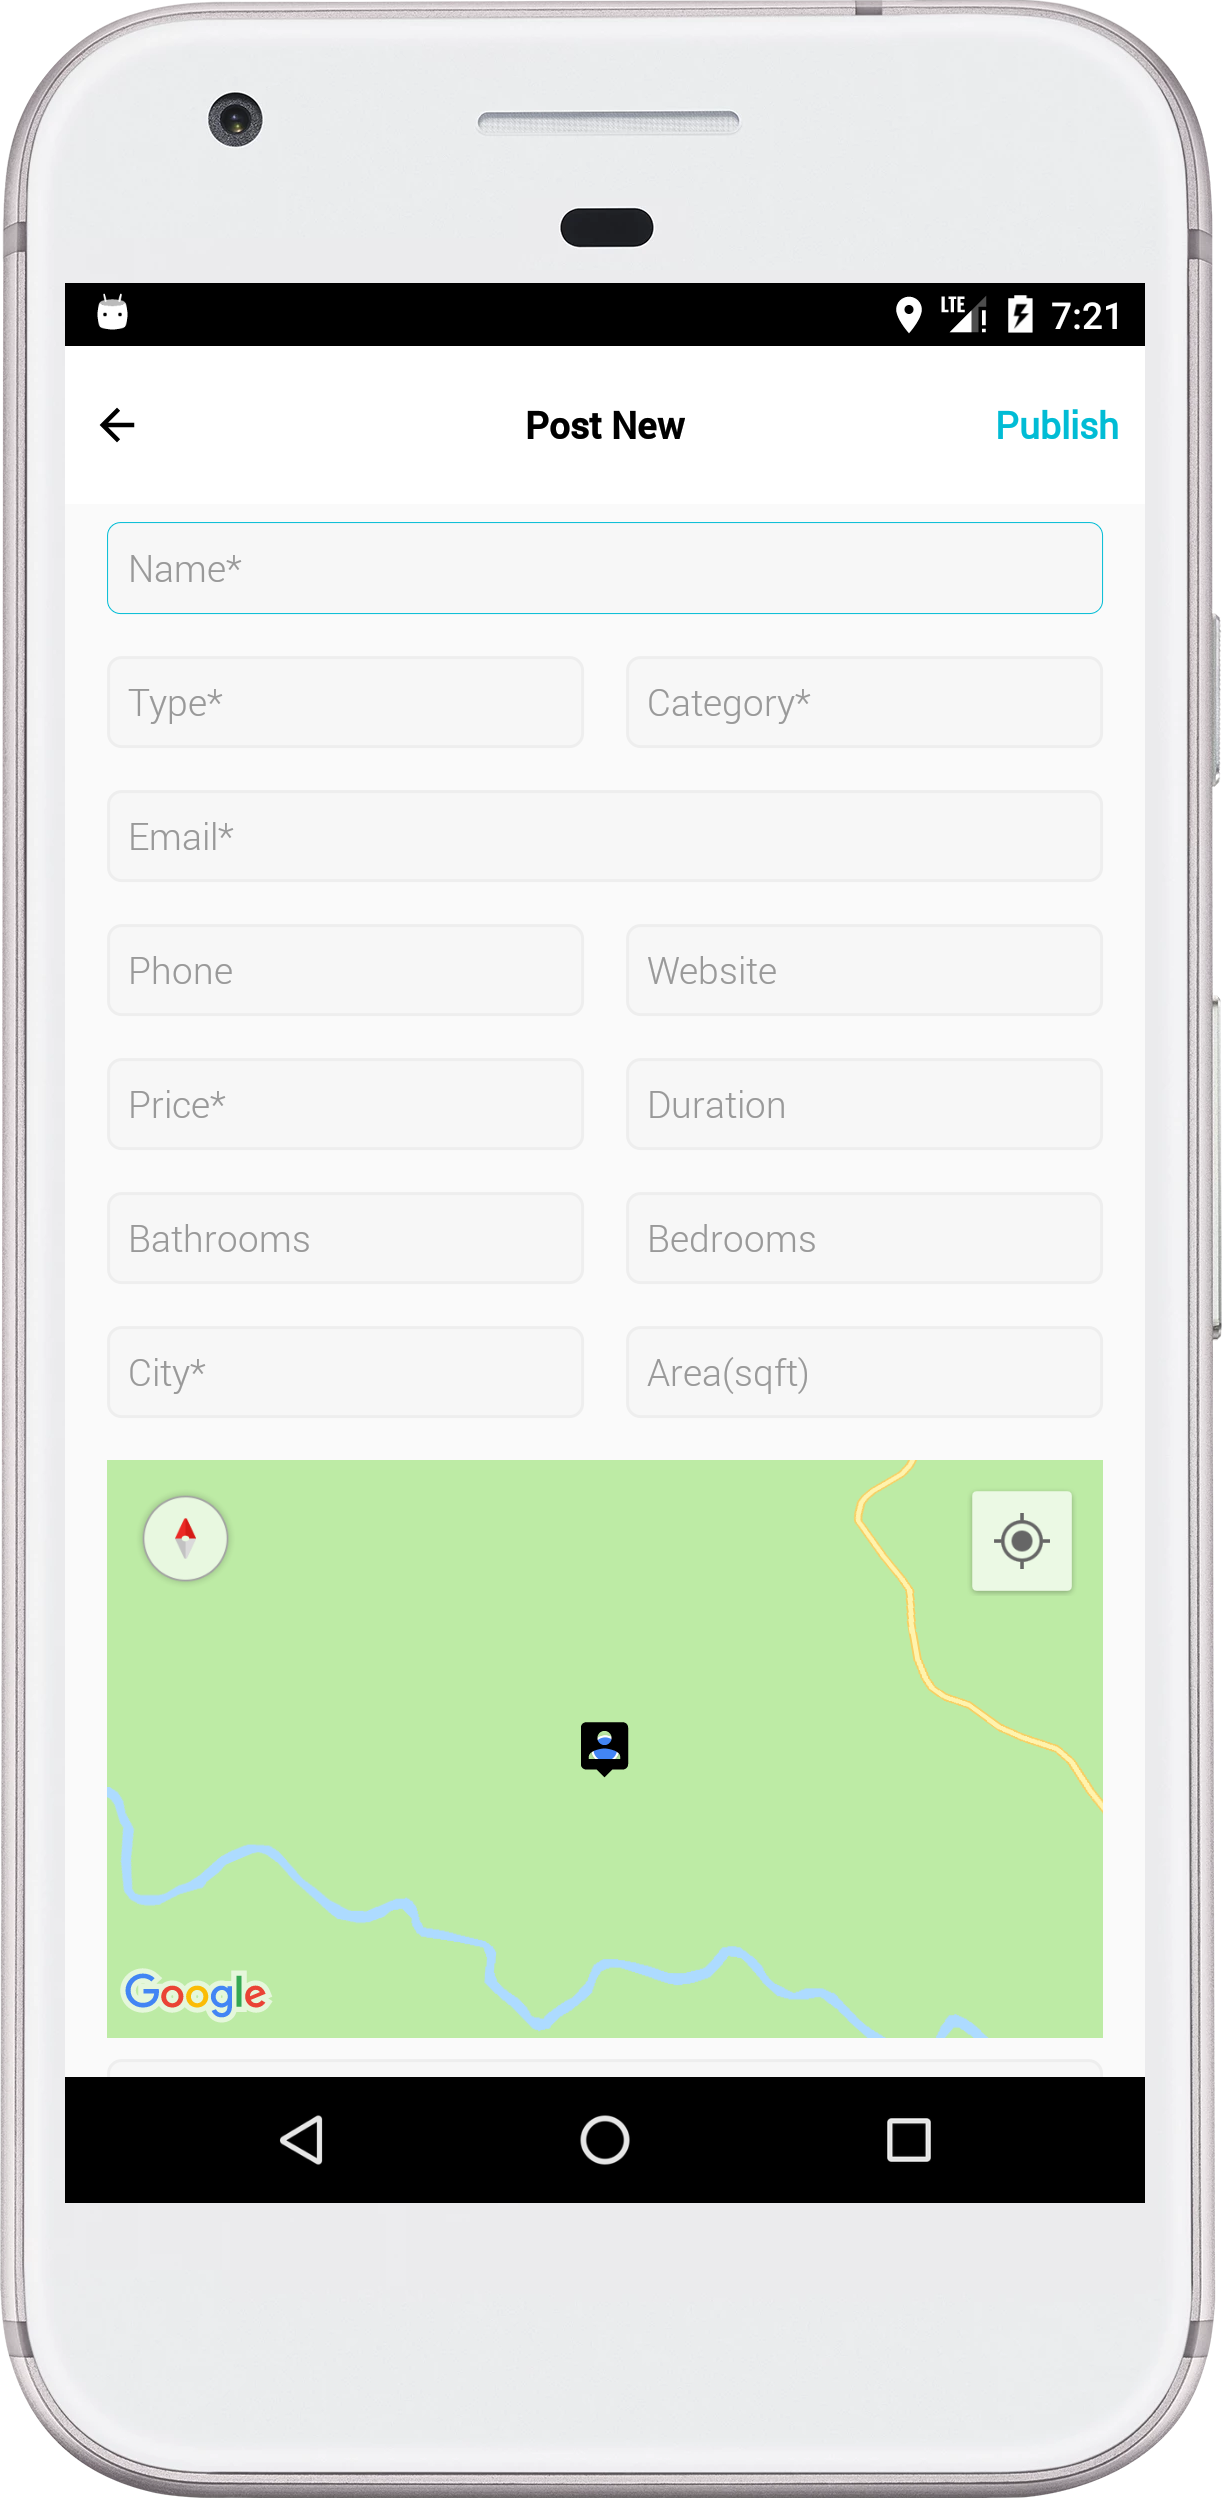 LTE 7:21
Post New Publish
Name*
Type* Category*
Email*
Phone Website
Price* Duration
Bathrooms Bedrooms
City* Area(sqft)
Google